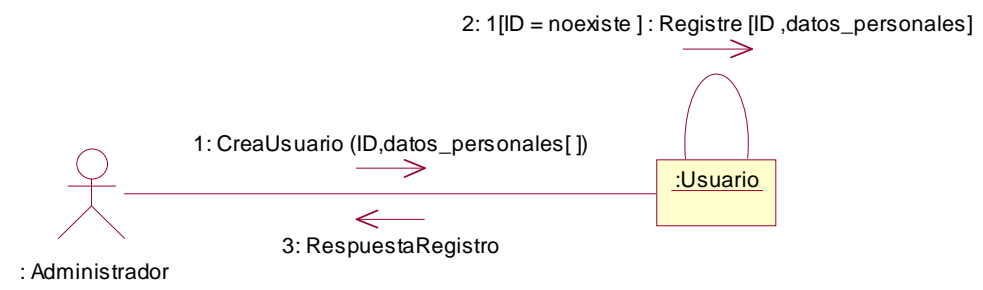 2: 1[ID = noexiste ] : Registre [ID ,datos_personales]
1: CreaUsuario (ID,datos_personales[ ])
:Usuario
3: RespuestaRegistro
: Administrador